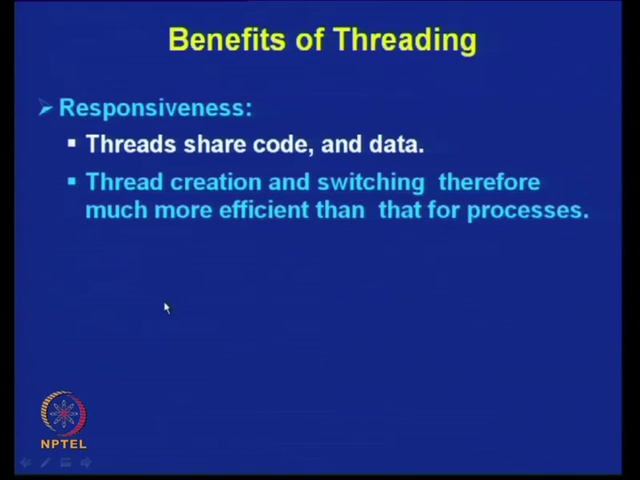 Benefits of Threading
Responsiveness:
Threads share code, and data.
Thread creation and switching therefore
much more efficient than that for processes.
NPTEL